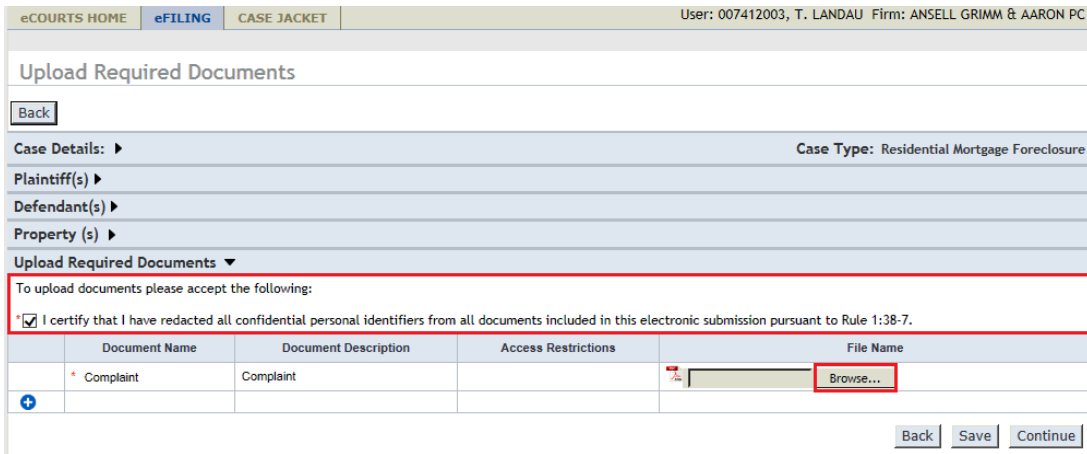 eCOURTS HOME eFILING CASE JACKET User: 007412003, T. LANDAU Firm: ANSELL GRIMM & AARON PC
Upload Required Documents
Back
Case Details: Case Type: Residential Mortgage Foreclosure
Plaintiff(s)
Defendant(s)
Property (s)
Upload Required Documents
To upload documents please accept the following:
* I certify that I have redacted all confidential personal identifiers from all documents included in this electronic submission pursuant to Rule 1:38-7.
Document Name Document Description Access Restrictions File Name
* Complaint Complaint Browse...
Back Save Continue